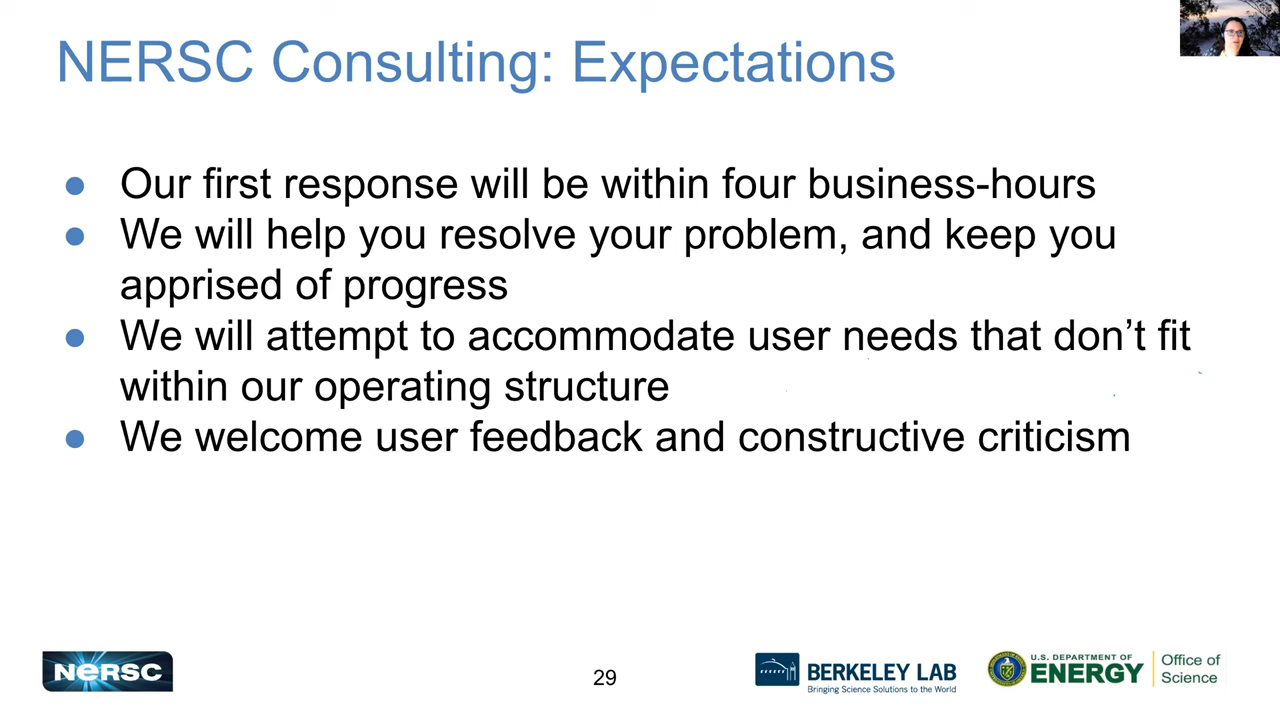 NERSC Consulting: Expectations
● Our first response will be within four business-hours
● We will help you resolve your problem, and keep you
apprised of progress
● We will attempt to accommodate user needs that don’t fit
within our operating structure
● We welcome user feedback and constructive criticism
NERSC
29
BERKELEY LAB
Bringing Science Solutions to the World
U.S. DEPARTMENT OF
ENERGY
Office of
Science